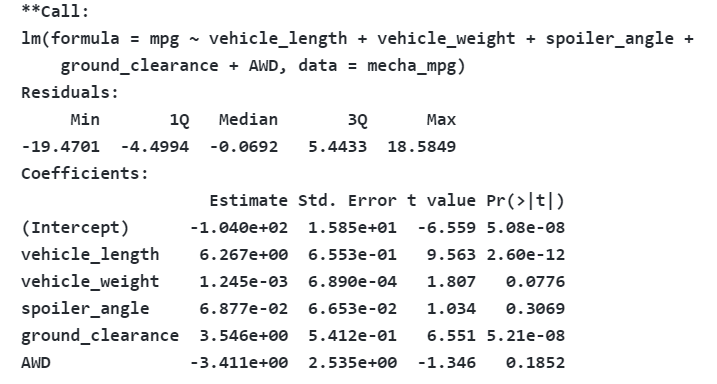 **Call:
lm(formula = mpg ~ vehicle_length + vehicle_weight + spoiler_angle +
    ground_clearance + AWD, data = mecha_mpg)
Residuals:
     Min       1Q   Median       3Q      Max
-19.4701  -4.4994  -0.0692   5.4433  18.5849
Coefficients:
                   Estimate Std. Error t value Pr(>|t|)
(Intercept)      -1.040e+02  1.585e+01  -6.559 5.08e-08
vehicle_length    6.267e+00  6.553e-01   9.563 2.60e-12
vehicle_weight    1.245e-03  6.890e-04   1.807   0.0776
spoiler_angle     6.877e-02  6.653e-02   1.034   0.3069
ground_clearance  3.546e+00  5.412e-01   6.551 5.21e-08
AWD              -3.411e+00  2.535e+00  -1.346   0.1852